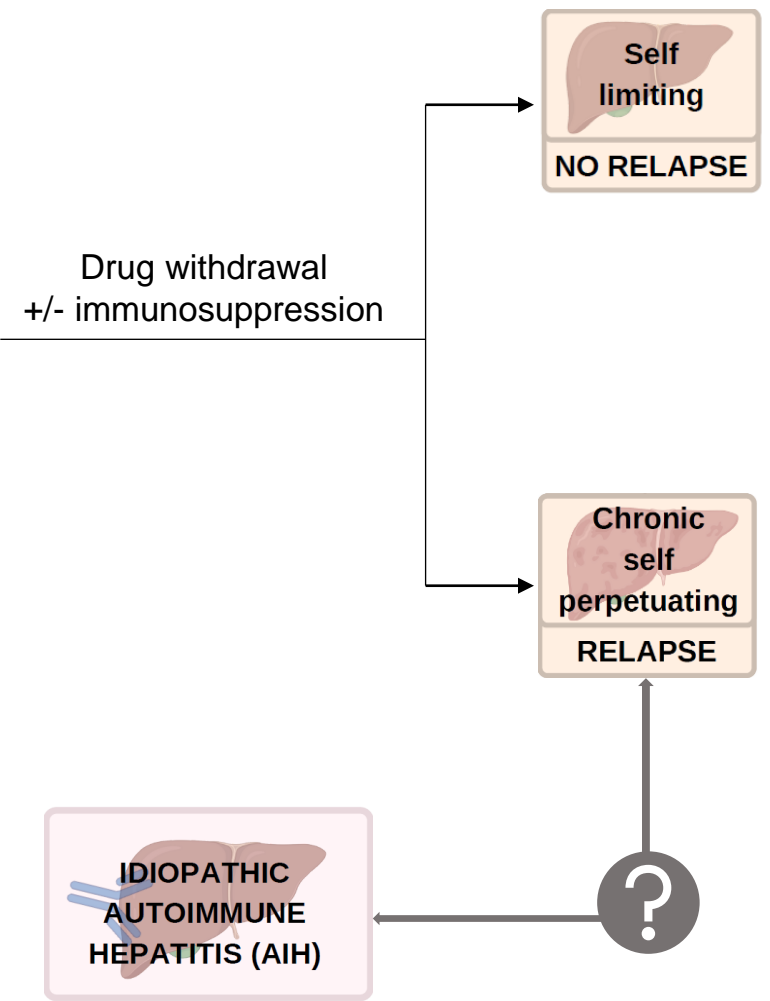 Self
limiting
NO RELAPSE
Drug withdrawal
+/- immunosuppression
Chronic
self
perpetuating
RELAPSE
?
IDIOPATHIC
AUTOIMMUNE
HEPATITIS (AIH)